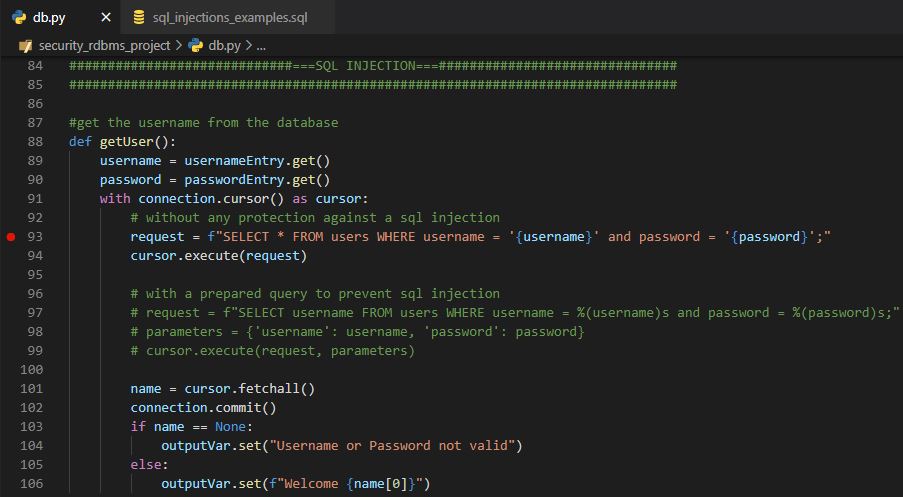 db.py × sql_injections_examples.sql
security_rdbms_project > db.py > ...
84 #############################===SQL INJECTION===###############################
85 ###############################################################################
86
87 #get the username from the database
88 def getUser():
89     username = usernameEntry.get()
90     password = passwordEntry.get()
91     with connection.cursor() as cursor:
92         # without any protection against a sql injection
93         request = f"SELECT * FROM users WHERE username = '{username}' and password = '{password}';"
94         cursor.execute(request)
95
96         # with a prepared query to prevent sql injection
97         # request = f"SELECT username FROM users WHERE username = %(username)s and password = %(password)s;"
98         # parameters = {'username': username, 'password': password}
99         # cursor.execute(request, parameters)
100
101         name = cursor.fetchall()
102         connection.commit()
103         if name == None:
104             outputVar.set("Username or Password not valid")
105         else:
106             outputVar.set(f"Welcome {name[0]}")